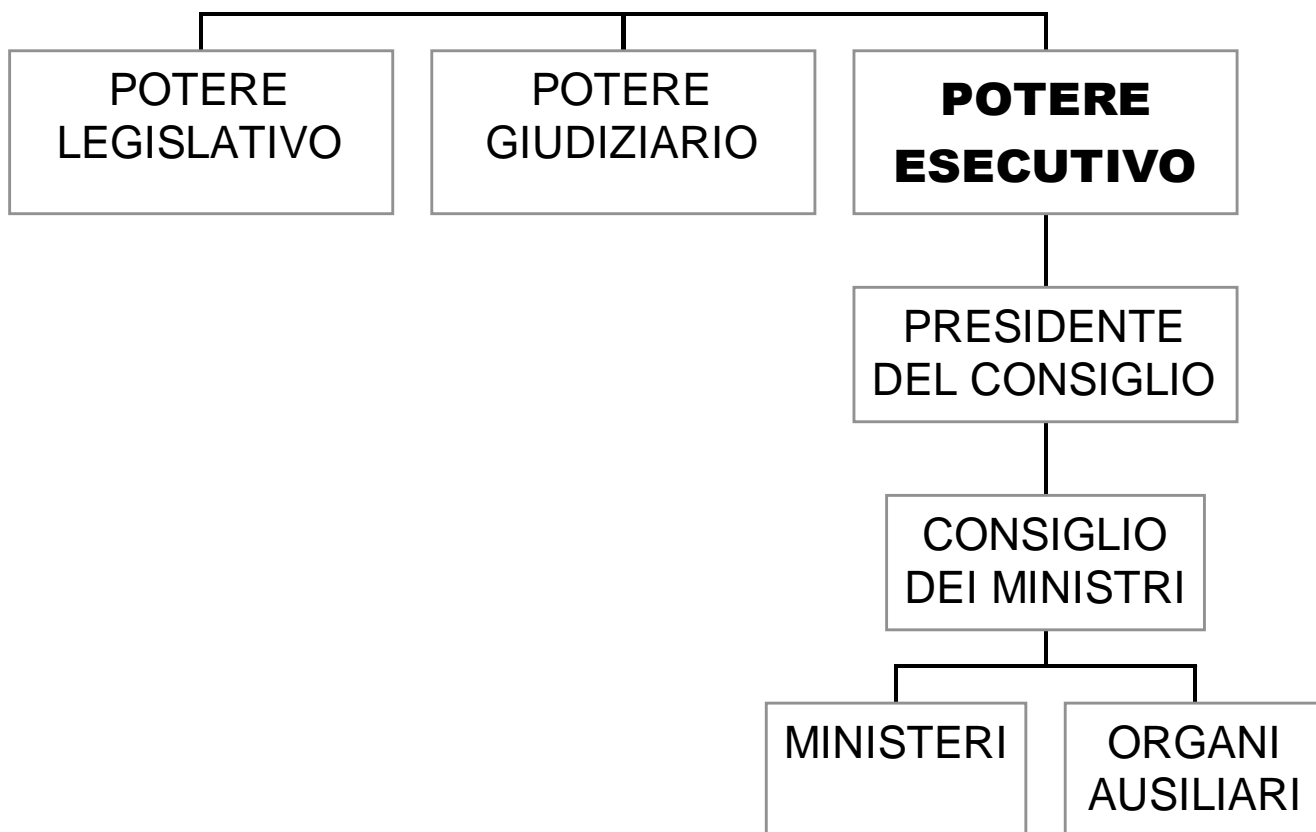 POTERE
LEGISLATIVO
POTERE
GIUDIZIARIO
POTERE
ESECUTIVO
PRESIDENTE
DEL CONSIGLIO
CONSIGLIO
DEI MINISTRI
MINISTERI
ORGANI
AUSILIARI